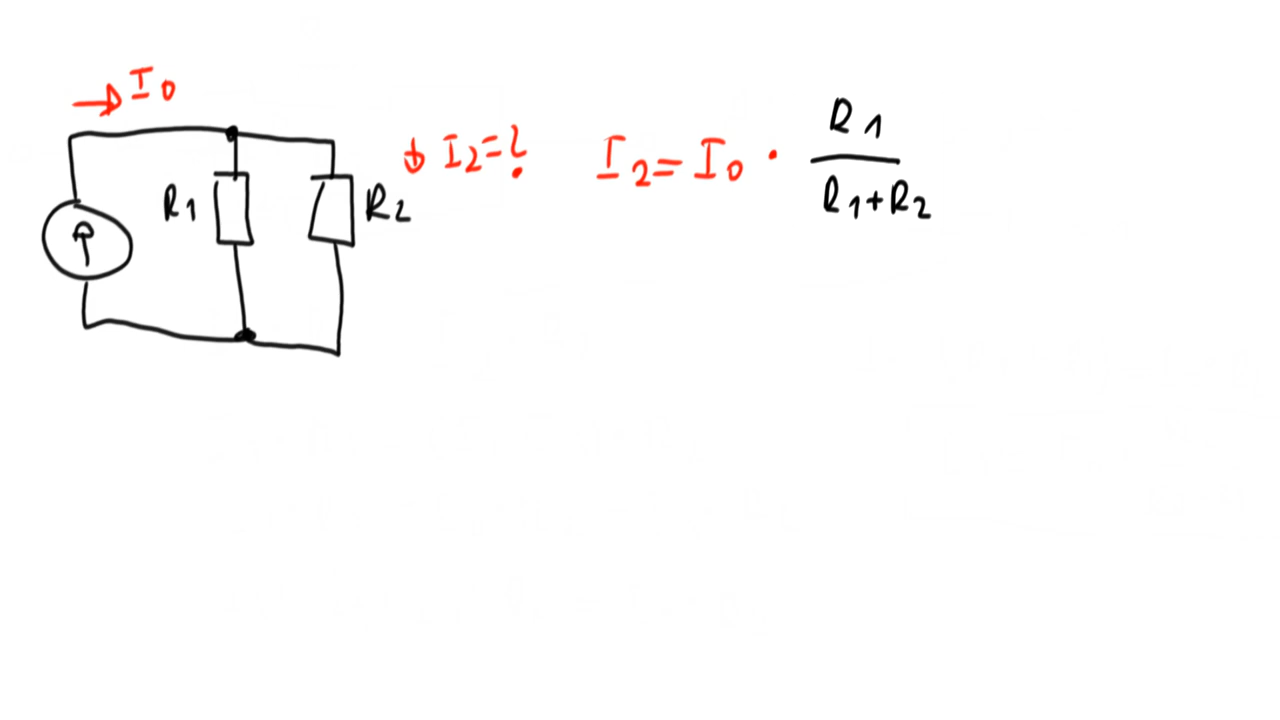 I0
I2=?
I2=I0 · R1
R1+R2
R1
R2